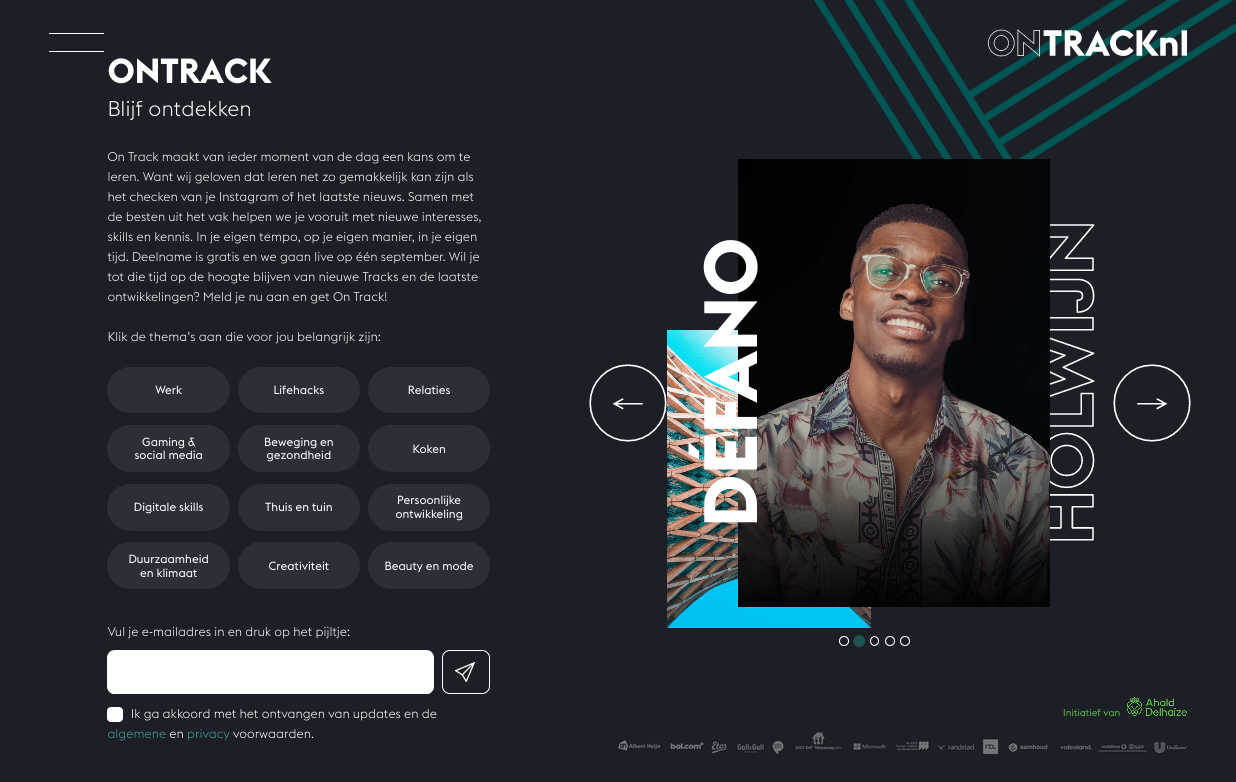 ONTRACKnl
ONTRACK
Blijf ontdekken
On Track maakt van ieder moment van de dag een kans om te
leren. Want wij geloven dat leren net zo gemakkelijk kan zijn als
het checken van je Instagram of het laatste nieuws. Samen met
de besten uit het vak helpen we je vooruit met nieuwe interesses,
skills en kennis. In je eigen tempo, op je eigen manier, in je eigen
tijd. Deelname is gratis en we gaan live op één september. Wil je
tot die tijd op de hoogte blijven van nieuwe Tracks en de laatste
ontwikkelingen? Meld je nu aan en get On Track!
Klik de thema's aan die voor jou belangrijk zijn:
Werk
Lifehacks
Relaties
Gaming &
social media
Beweging en
gezondheid
Koken
Digitale skills
Thuis en tuin
Persoonlijke
ontwikkeling
Duurzaamheid
en klimaat
Creativiteit
Beauty en mode
Vul je e-mailadres in en druk op het pijltje:
Ik ga akkoord met het ontvangen van updates en de
algemene en privacy voorwaarden.
DÉFANO
HOLWIJN
Initiatief van
Ahold
Delhaize
Albert Heijn
bol.com
Etos
Gall&Gall
Microsoft
randstad
samhoud
Unilever